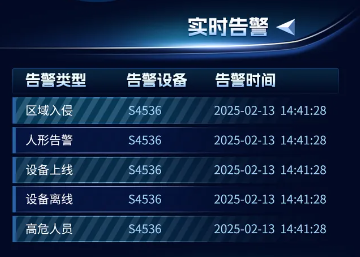 实时告警
告警类型 告警设备 告警时间
区域入侵 S4536 2025-02-13 14:41:28
人形告警 S4536 2025-02-13 14:41:28
设备上线 S4536 2025-02-13 14:41:28
设备离线 S4536 2025-02-13 14:41:28
高危人员 S4536 2025-02-13 14:41:28